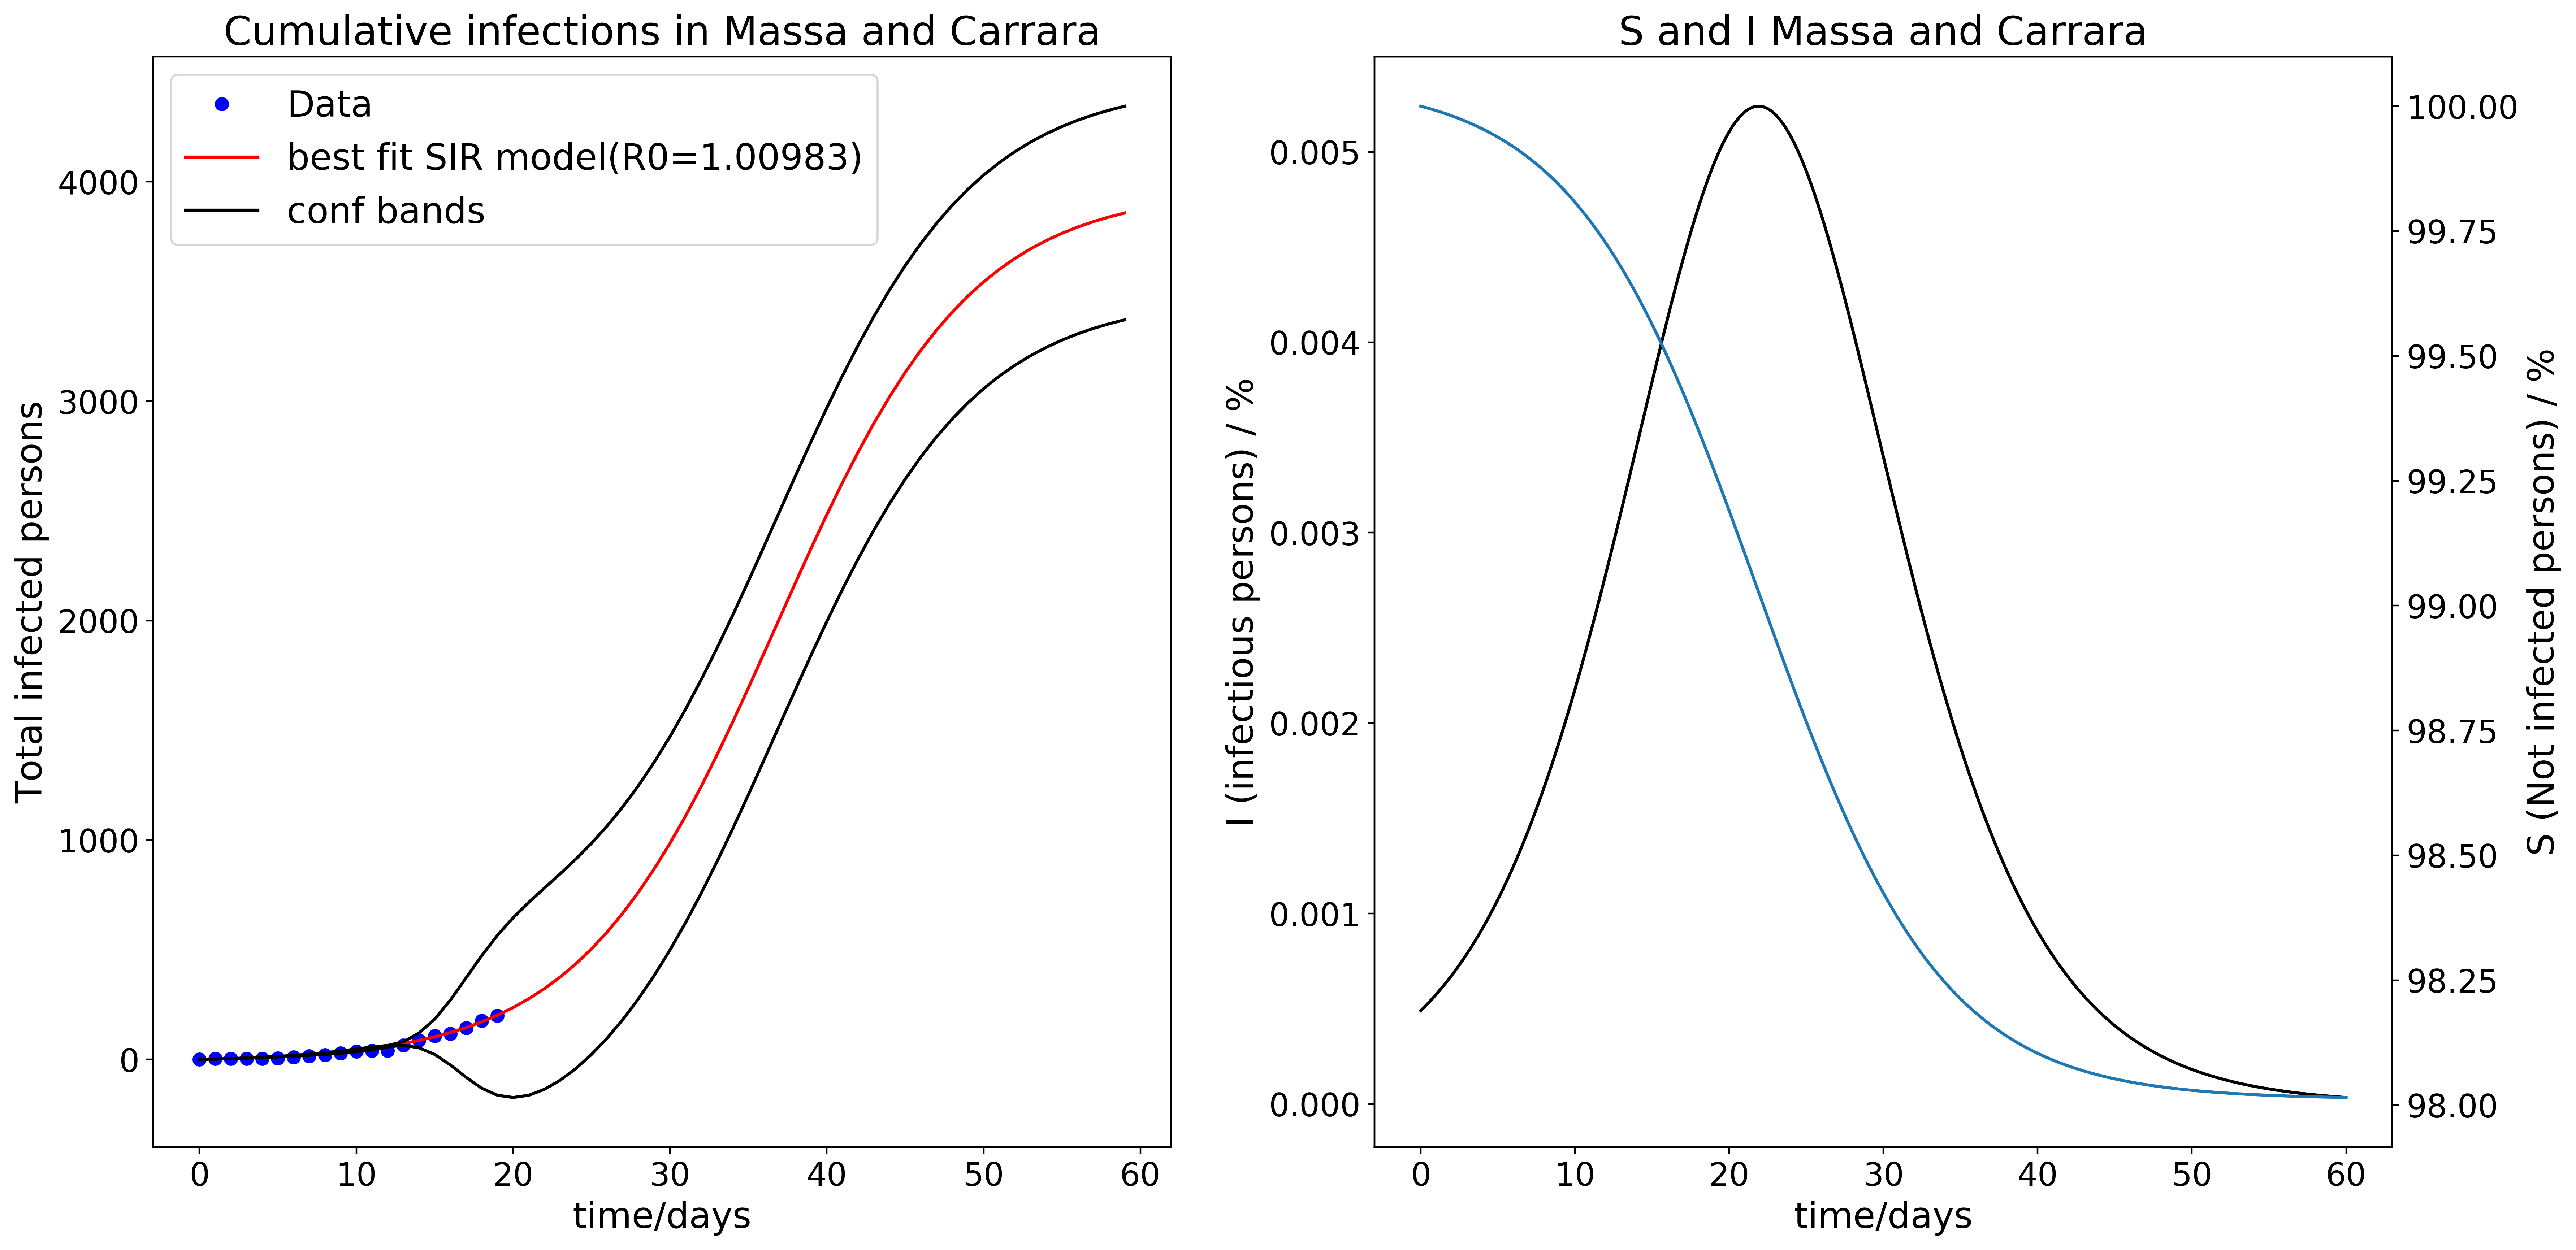 Cumulative infections in Massa and Carrara
Data
best fit SIR model(R0=1.00983)
conf bands
Total infected persons
4000
3000
2000
1000
0
0 10 20 30 40 50 60
time/days
S and I Massa and Carrara
I (infectious persons) / %
0.005
0.004
0.003
0.002
0.001
0.000
100.00
99.75
99.50
99.25
99.00
98.75
98.50
98.25
98.00
S (Not infected persons) / %
0 10 20 30 40 50 60
time/days